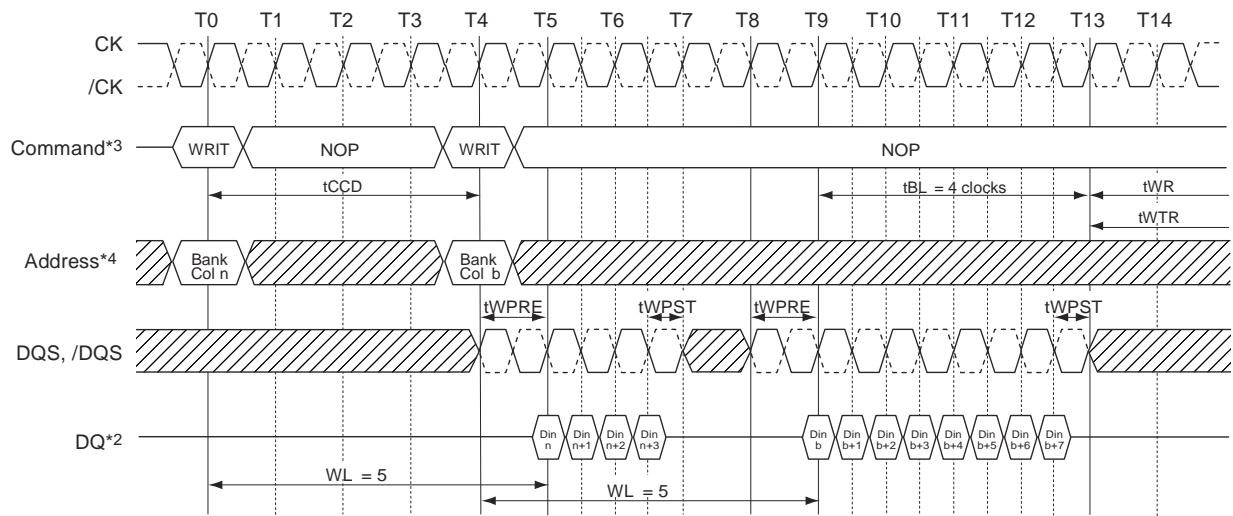 T0 T1 T2 T3 T4 T5 T6 T7 T8 T9 T10 T11 T12 T13 T14
CK
/CK
Command*3 WRIT NOP WRIT NOP
tCCD tBL = 4 clocks tWR
tWTR
Address*4 Bank Col n Bank Col b
tWPRE tWPST tWPRE tWPST
DQS, /DQS
DQ*2 Din n Din n+1 Din n+2 Din n+3 Din b Din b+1 Din b+2 Din b+3 Din b+4 Din b+5 Din b+6 Din b+7
WL = 5
WL = 5